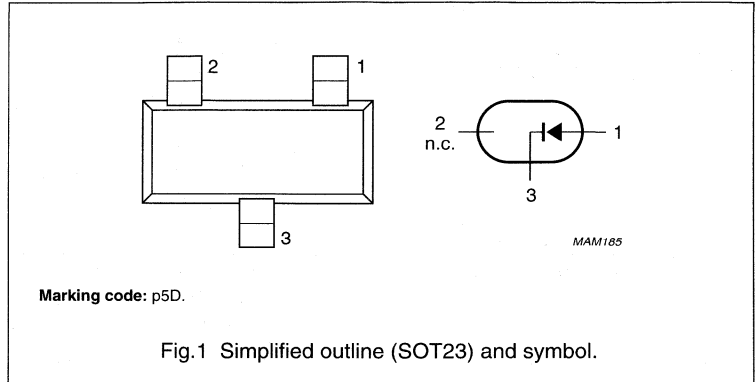 2
1
3
2
n.c.
1
3
MAM185
Marking code: p5D.
Fig.1 Simplified outline (SOT23) and symbol.